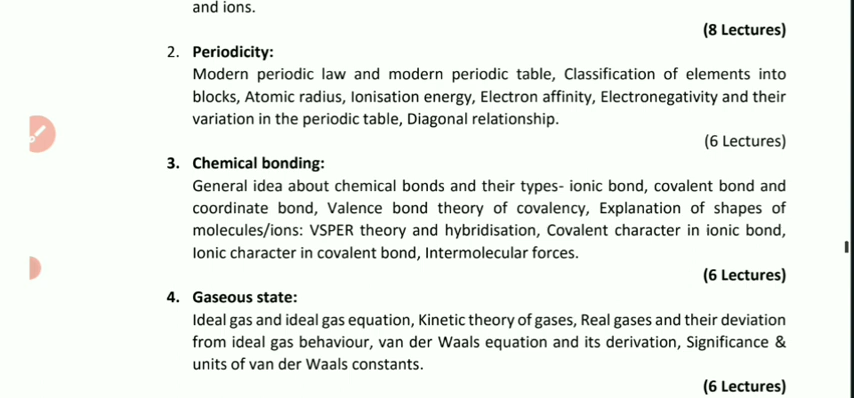 and ions.
(8 Lectures)
2. Periodicity:
Modern periodic law and modern periodic table, Classification of elements into
blocks, Atomic radius, Ionisation energy, Electron affinity, Electronegativity and their
variation in the periodic table, Diagonal relationship.
(6 Lectures)
3. Chemical bonding:
General idea about chemical bonds and their types- ionic bond, covalent bond and
coordinate bond, Valence bond theory of covalency, Explanation of shapes of
molecules/ions: VSPER theory and hybridisation, Covalent character in ionic bond,
Ionic character in covalent bond, Intermolecular forces.
(6 Lectures)
4. Gaseous state:
Ideal gas and ideal gas equation, Kinetic theory of gases, Real gases and their deviation
from ideal gas behaviour, van der Waals equation and its derivation, Significance &
units of van der Waals constants.
(6 Lectures)